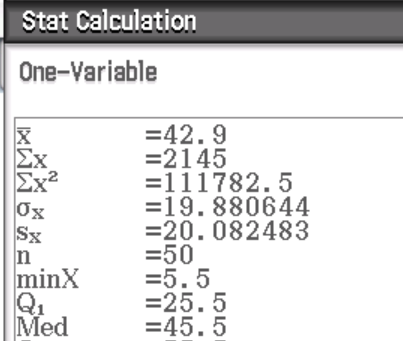 Stat Calculation
One-Variable
x̄ =42.9
Σx =2145
Σx² =111782.5
σₓ =19.880644
sₓ =20.082483
n =50
minX =5.5
Q₁ =25.5
Med =45.5